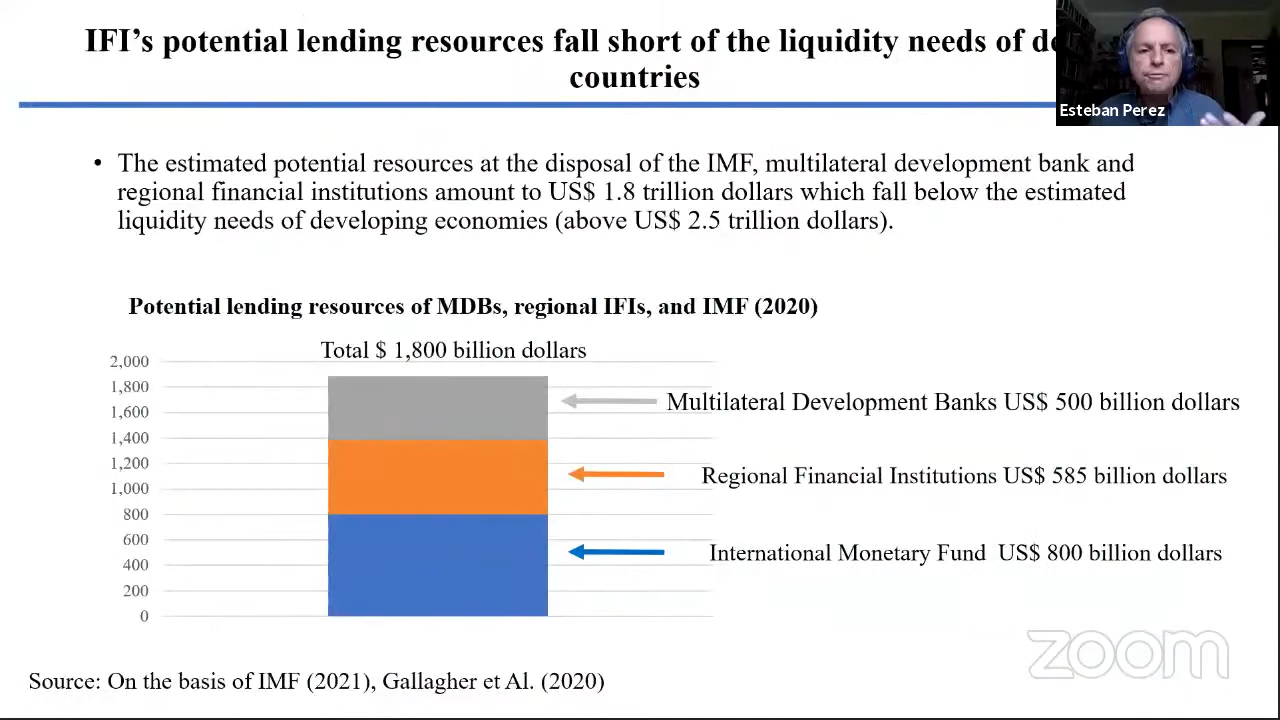 IFI’s potential lending resources fall short of the liquidity needs of
countries
Esteban Perez
• The estimated potential resources at the disposal of the IMF, multilateral development bank and
regional financial institutions amount to US$ 1.8 trillion dollars which fall below the estimated
liquidity needs of developing economies (above US$ 2.5 trillion dollars).
Potential lending resources of MDBs, regional IFIs, and IMF (2020)
Total $ 1,800 billion dollars
2,000
1,800
1,600
1,400
1,200
1,000
800
600
400
200
0
Multilateral Development Banks US$ 500 billion dollars
Regional Financial Institutions US$ 585 billion dollars
International Monetary Fund  US$ 800 billion dollars
zoom
Source: On the basis of IMF (2021), Gallagher et Al. (2020)